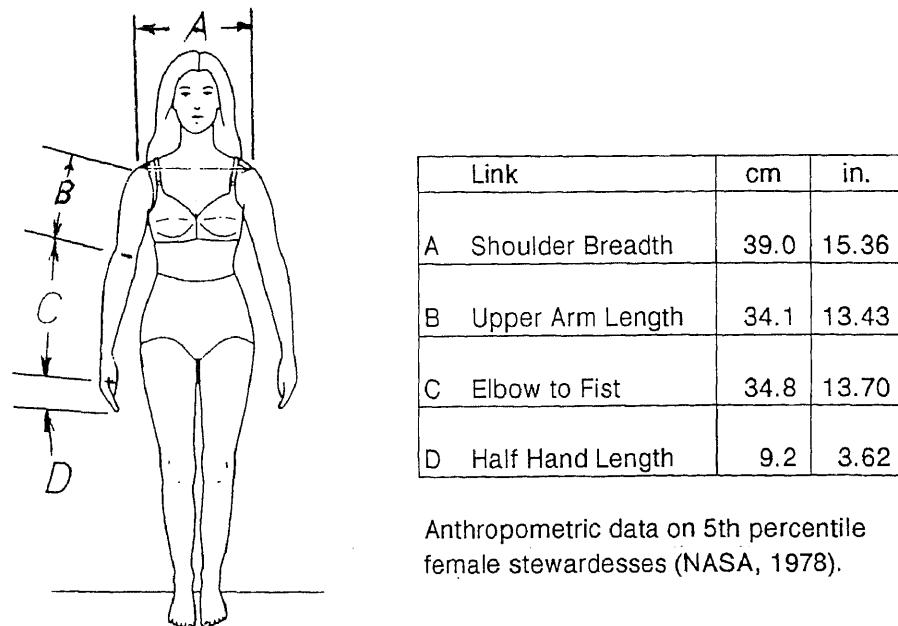 A
B
C
D
Link cm in.
A Shoulder Breadth 39.0 15.36
B Upper Arm Length 34.1 13.43
C Elbow to Fist 34.8 13.70
D Half Hand Length 9.2 3.62
Anthropometric data on 5th percentile
female stewardesses (NASA, 1978).